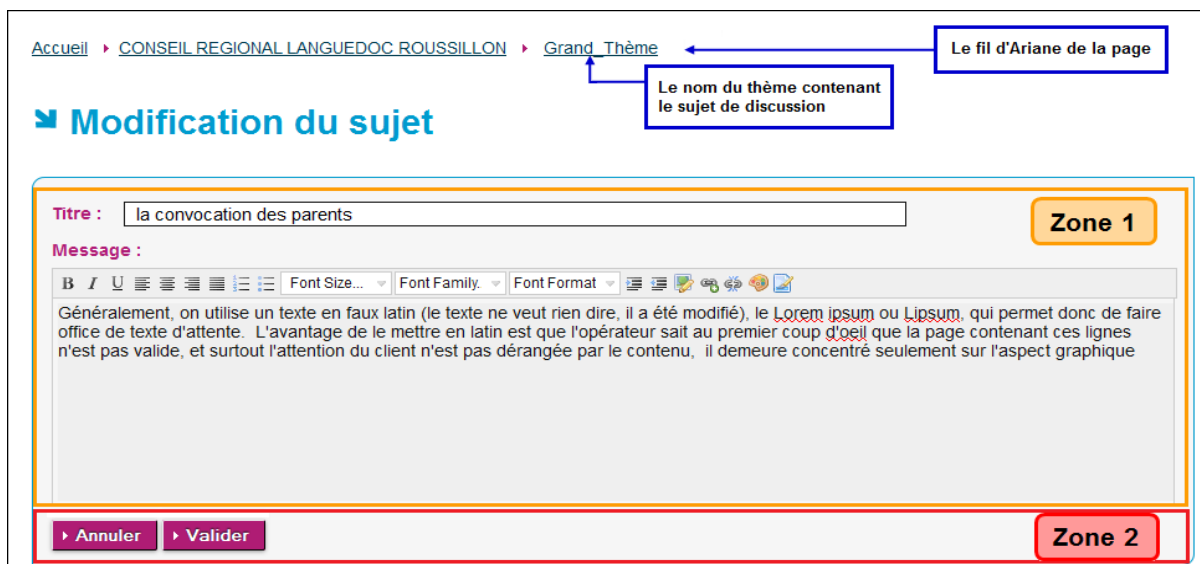 Accueil CONSEIL REGIONAL LANGUEDOC ROUSSILLON Grand_Thème
Le fil d'Ariane de la page
Le nom du thème contenant
le sujet de discussion
Modification du sujet
Titre : la convocation des parents
Zone 1
Message :
B I U Font Size... Font Family. Font Format
Généralement, on utilise un texte en faux latin (le texte ne veut rien dire, il a été modifié), le Lorem ipsum ou Lipsum, qui permet donc de faire
office de texte d'attente. L'avantage de le mettre en latin est que l'opérateur sait au premier coup d'oeil que la page contenant ces lignes
n'est pas valide, et surtout l'attention du client n'est pas dérangée par le contenu, il demeure concentré seulement sur l'aspect graphique
Annuler Valider
Zone 2